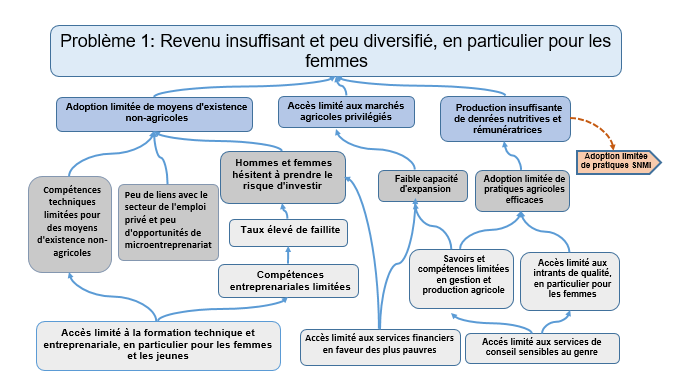 Problème 1: Revenu insuffisant et peu diversifié, en particulier pour les
femmes
Adoption limitée de moyens d'existence
non-agricoles
Accès limité aux marchés
agricoles privilégiés
Production insuffisante
de denrées nutritives et
rémunératrices
Adoption limitée
de pratiques SNMI
Compétences
techniques
limitées pour
des moyens
d'existence non-
agricoles
Peu de liens avec le
secteur de l'emploi
privé et peu
d'opportunités de
microentreprenariat
Hommes et femmes
hésitent à prendre le
risque d'investir
Faible capacité
d'expansion
Adoption limitée de
pratiques agricoles
efficaces
Taux élevé de faillite
Compétences
entreprenariales limitées
Savoirs et
compétences limitées
en gestion et
production agricole
Accès limité aux
intrants de qualité,
en particulier pour
les femmes
Accès limité à la formation technique et
entreprenariale, en particulier pour les femmes
et les jeunes
Accès limité aux services financiers
en faveur des plus pauvres
Accés limité aux services de
conseil sensibles au genre